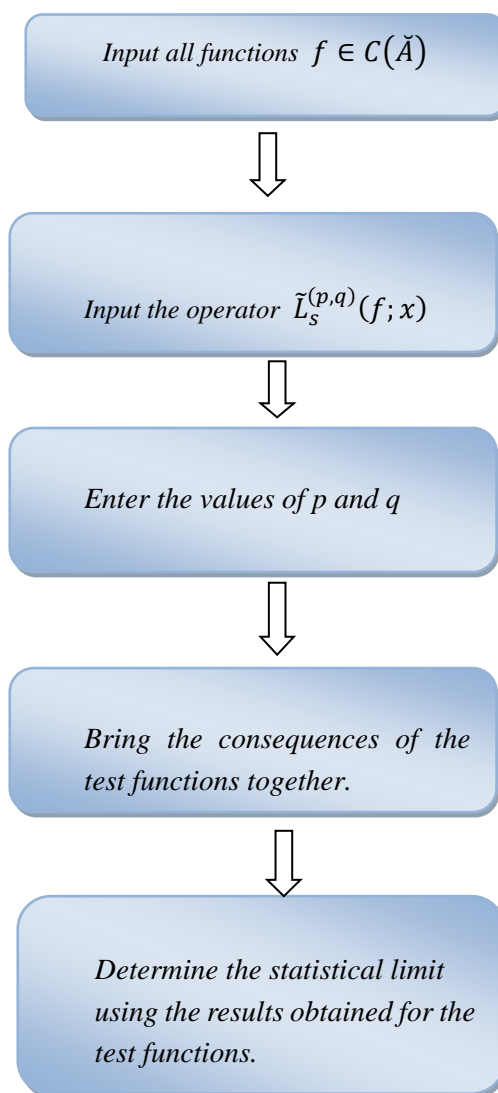 Input all functions f ∈ C(Ă)
Input the operator L̃ₛ⁽ᵖ,ᑫ⁾(f; x)
Enter the values of p and q
Bring the consequences of the
test functions together.
Determine the statistical limit
using the results obtained for the
test functions.